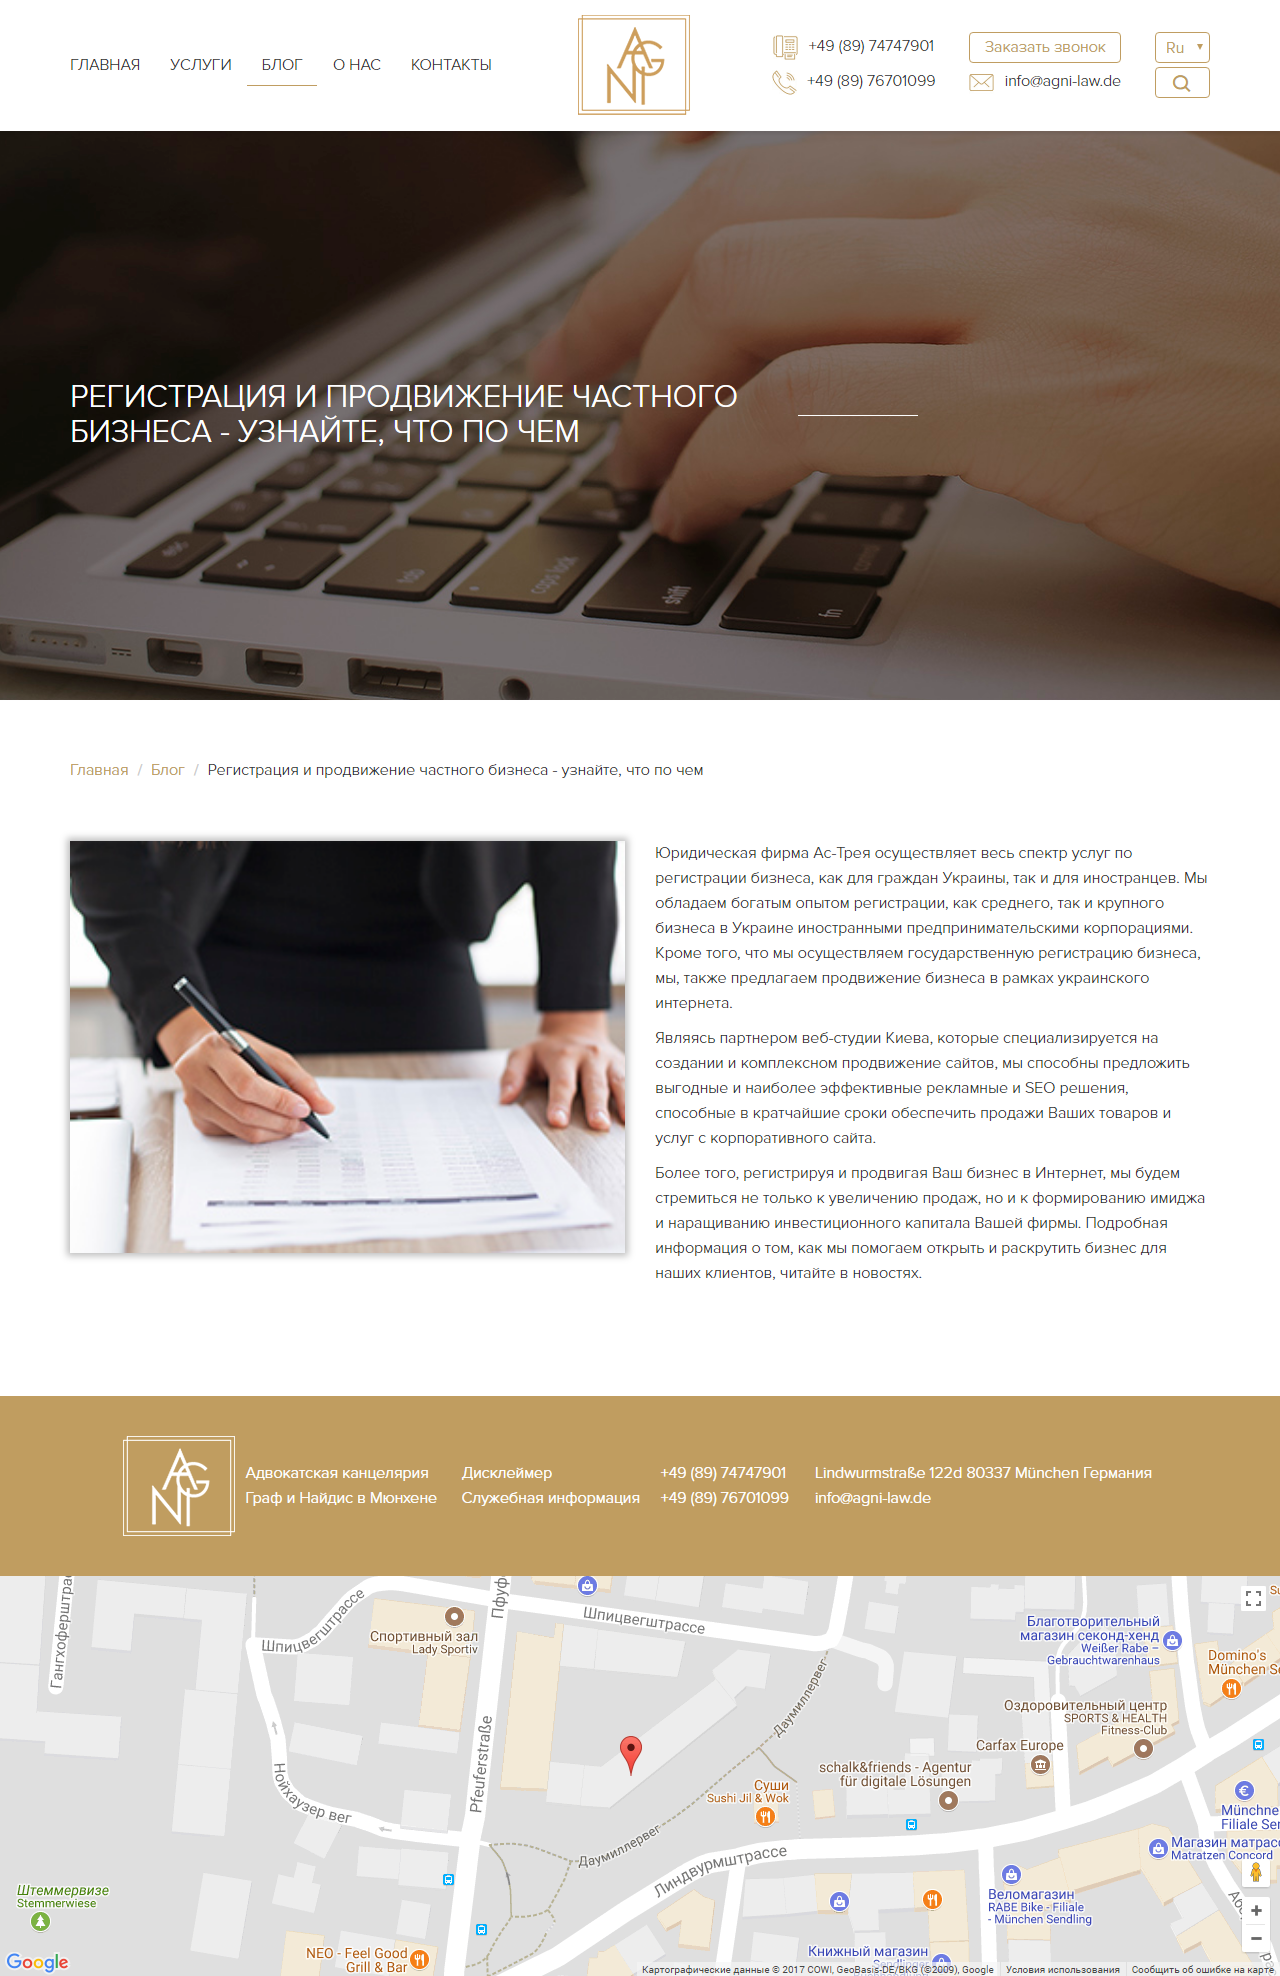 ГЛАВНАЯ УСЛУГИ БЛОГ О НАС КОНТАКТЫ
AGNP
+49 (89) 74747901
Заказать звонок
Ru
+49 (89) 76701099
info@agni-law.de
РЕГИСТРАЦИЯ И ПРОДВИЖЕНИЕ ЧАСТНОГО
БИЗНЕСА - УЗНАЙТЕ, ЧТО ПО ЧЕМ
tab
caps lock
shift
fn
Главная / Блог / Регистрация и продвижение частного бизнеса - узнайте, что по чем
Юридическая фирма Ас-Трея осуществляет весь спектр услуг по
регистрации бизнеса, как для граждан Украины, так и для иностранцев. Мы
обладаем богатым опытом регистрации, как среднего, так и крупного
бизнеса в Украине иностранными предпринимательскими корпорациями.
Кроме того, что мы осуществляем государственную регистрацию бизнеса,
мы, также предлагаем продвижение бизнеса в рамках украинского
интернета.
Являясь партнером веб-студии Киева, которые специализируется на
создании и комплексном продвижение сайтов, мы способны предложить
выгодные и наиболее эффективные рекламные и SEO решения,
способные в кратчайшие сроки обеспечить продажи Ваших товаров и
услуг с корпоративного сайта.
Более того, регистрируя и продвигая Ваш бизнес в Интернет, мы будем
стремиться не только к увеличению продаж, но и к формированию имиджа
и наращиванию инвестиционного капитала Вашей фирмы. Подробная
информация о том, как мы помогаем открыть и раскрутить бизнес для
наших клиентов, читайте в новостях.
Адвокатская канцелярия
Граф и Найдис в Мюнхене
Дисклеймер
Служебная информация
+49 (89) 74747901
+49 (89) 76701099
Lindwurmstraße 122d 80337 München Германия
info@agni-law.de
Шпицвегштрассе
Шпицвегштрассе
Спортивный зал
Lady Sportiv
Благотворительный
магазин секонд-хенд
Weißer Rabe –
Gebrauchtwarenhaus
Domino's
Оздоровительный центр
SPORTS & HEALTH
Fitness-Club
Даумиллервег
Pfeuferstraße
Carfax Europe
schalk&friends - Agentur
für digitale Lösungen
Суши
Sushi Jil & Wok
Нойхаузер вег
Filiale
Магазин
Matratzen Concord
Даумиллервег
Линдвурмштрассе
Штеммервизе
Stemmerwiese
Веломагазин
RABE Bike - Filiale
- München Sendling
NEO - Feel Good
Grill & Bar
Книжный магазин
Google
Картографические данные © 2017 COWI, GeoBasis-DE/BKG (©2009), Google
Условия использования
Сообщить об ошибке на карте